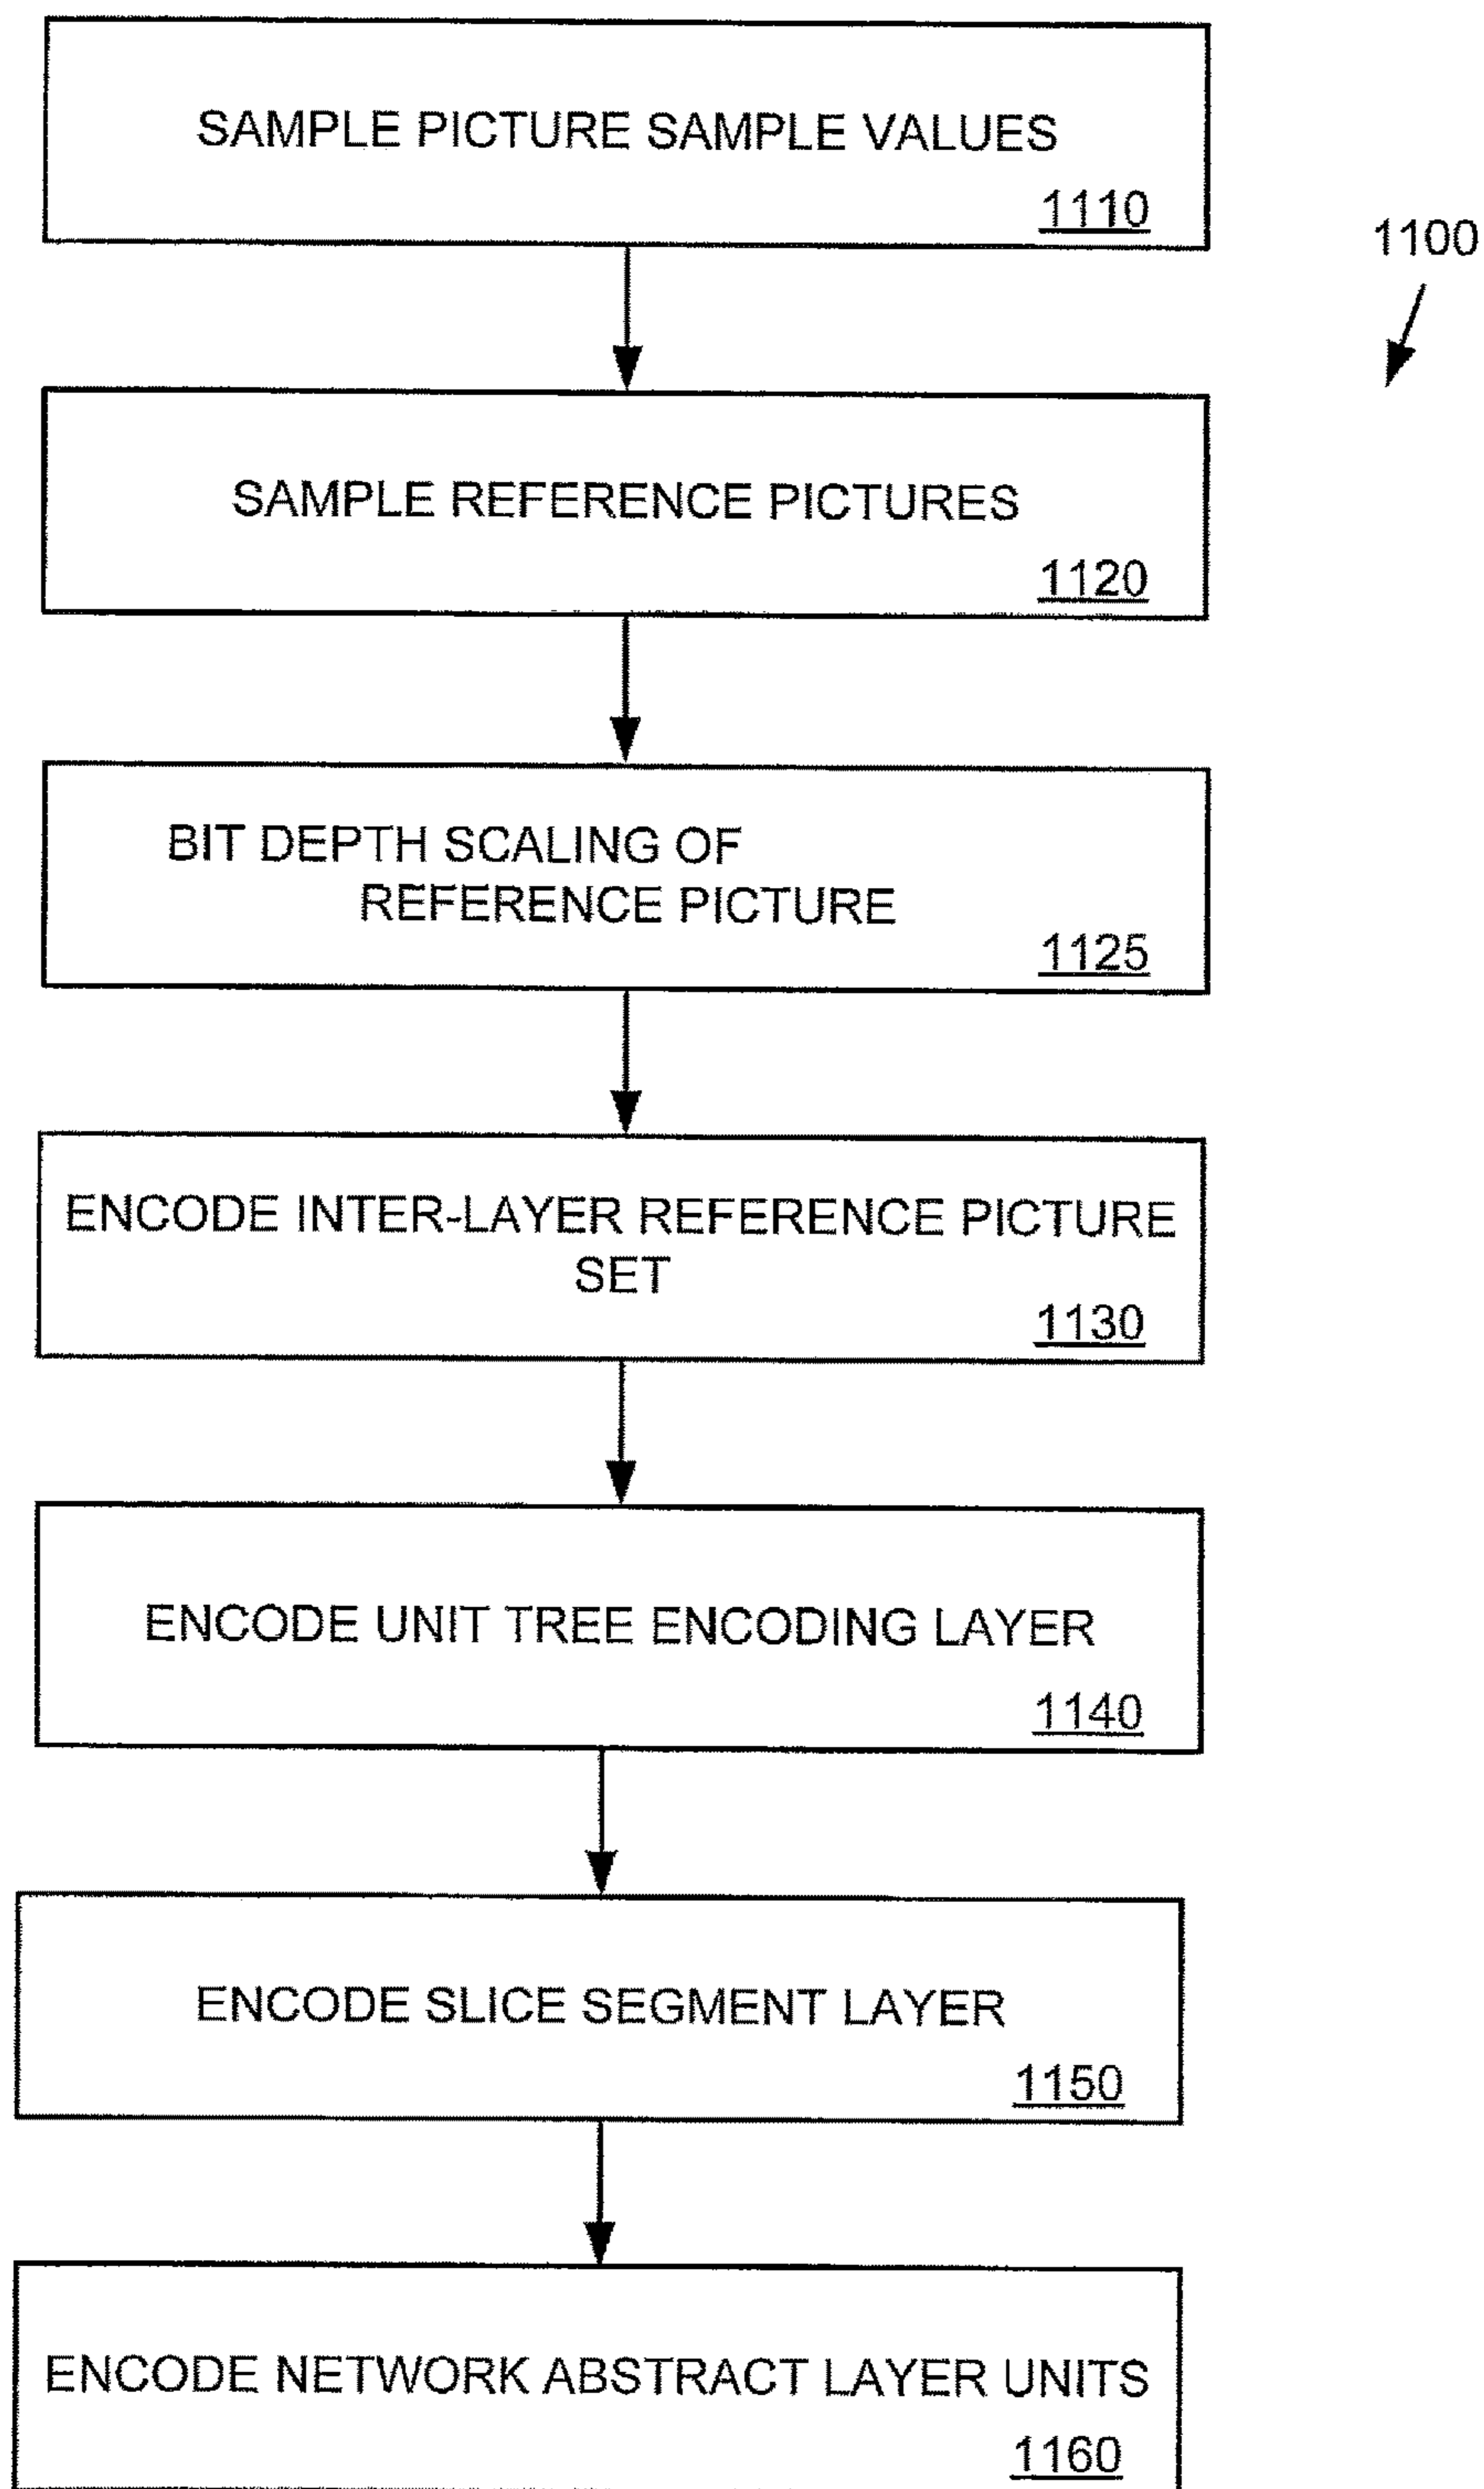 SAMPLE PICTURE SAMPLE VALUES
1110
1100
SAMPLE REFERENCE PICTURES
1120
BIT DEPTH SCALING OF
REFERENCE PICTURE
1125
ENCODE INTER-LAYER REFERENCE PICTURE
SET
1130
ENCODE UNIT TREE ENCODING LAYER
1140
ENCODE SLICE SEGMENT LAYER
1150
ENCODE NETWORK ABSTRACT LAYER UNITS
1160